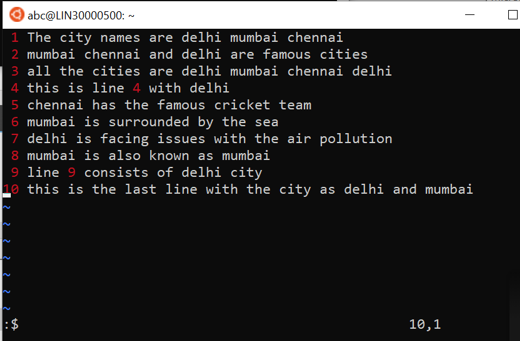 abc@LIN30000500: ~
1 The city names are delhi mumbai chennai
2 mumbai chennai and delhi are famous cities
3 all the cities are delhi mumbai chennai delhi
4 this is line 4 with delhi
5 chennai has the famous cricket team
6 mumbai is surrounded by the sea
7 delhi is facing issues with the air pollution
8 mumbai is also known as mumbai
9 line 9 consists of delhi city
10 this is the last line with the city as delhi and mumbai
~
~
~
~
~
~
~
:$ 10,1